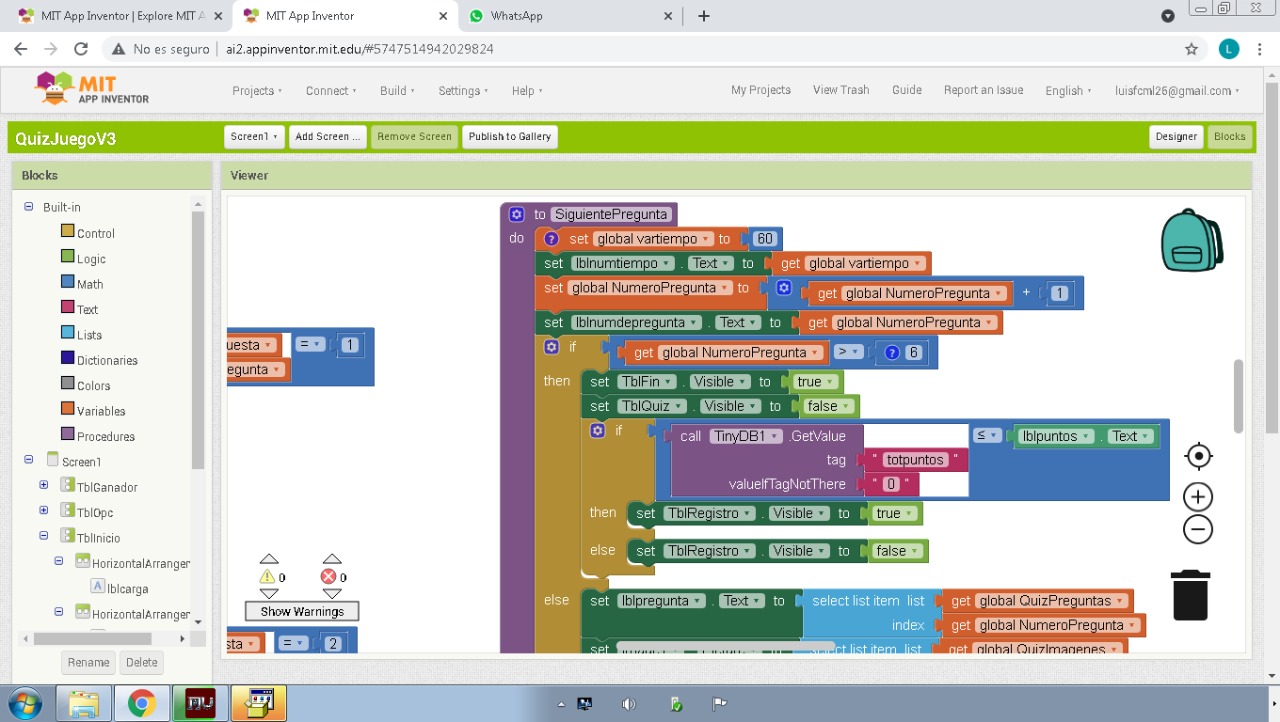 MIT App Inventor | Explore MIT A
MIT App Inventor
WhatsApp
No es seguro | ai2.appinventor.mit.edu/#5747514942029824
L
MIT
APP INVENTOR
Projects
Connect
Build
Settings
Help
My Projects
View Trash
Guide
Report an Issue
English
luisfcml26@gmail.com
QuizJuegoV3
Screen1
Add Screen ...
Remove Screen
Publish to Gallery
Designer
Blocks
Blocks
Viewer
Built-in
Control
Logic
Math
Text
Lists
Dictionaries
Colors
Variables
Procedures
Screen1
TblGanador
TblOpc
TblInicio
HorizontalArranger
lblcarga
HorizontalArranger
Rename
Delete
uesta = 1
egunta
sta = 2
0
0
Show Warnings
to SiguientePregunta
do ? set global vartiempo to 60
set lblnumtiempo . Text to get global vartiempo
set global NumeroPregunta to get global NumeroPregunta + 1
set lblnumdepregunta . Text to get global NumeroPregunta
if get global NumeroPregunta > ? 6
then set TblFin . Visible to true
set TblQuiz . Visible to false
if call TinyDB1 .GetValue ≤ lblpuntos . Text
tag " totpuntos "
valueIfTagNotThere " 0 "
then set TblRegistro . Visible to true
else set TblRegistro . Visible to false
else set lblpregunta . Text to select list item list get global QuizPreguntas
index get global NumeroPregunta
set to select list item list get global QuizImagenes